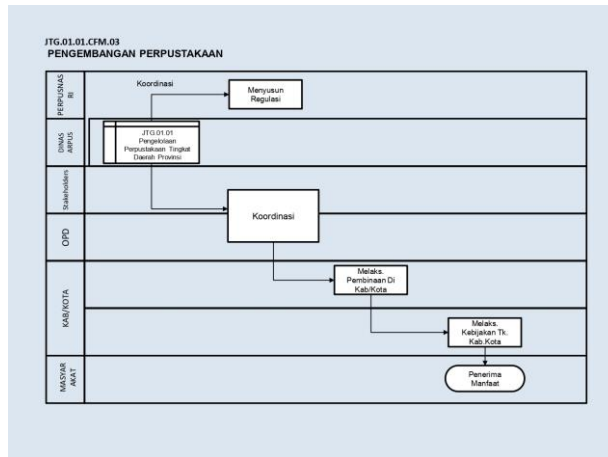 JTG.01.01.CFM.03
PENGEMBANGAN PERPUSTAKAAN
PERPUSNAS
RI
Koordinasi
Menyusun
Regulasi
DINAS
ARPUS
JTG.01.01
Pengelolaan
Perpustakaan Tingkat
Daerah Provinsi
Stakeholders
Koordinasi
OPD
KAB/KOTA
Melaks.
Pembinaan Di
Kab/Kota
Melaks.
Kebijakan Tk.
Kab.Kota
MASYAR
AKAT
Penerima
Manfaat